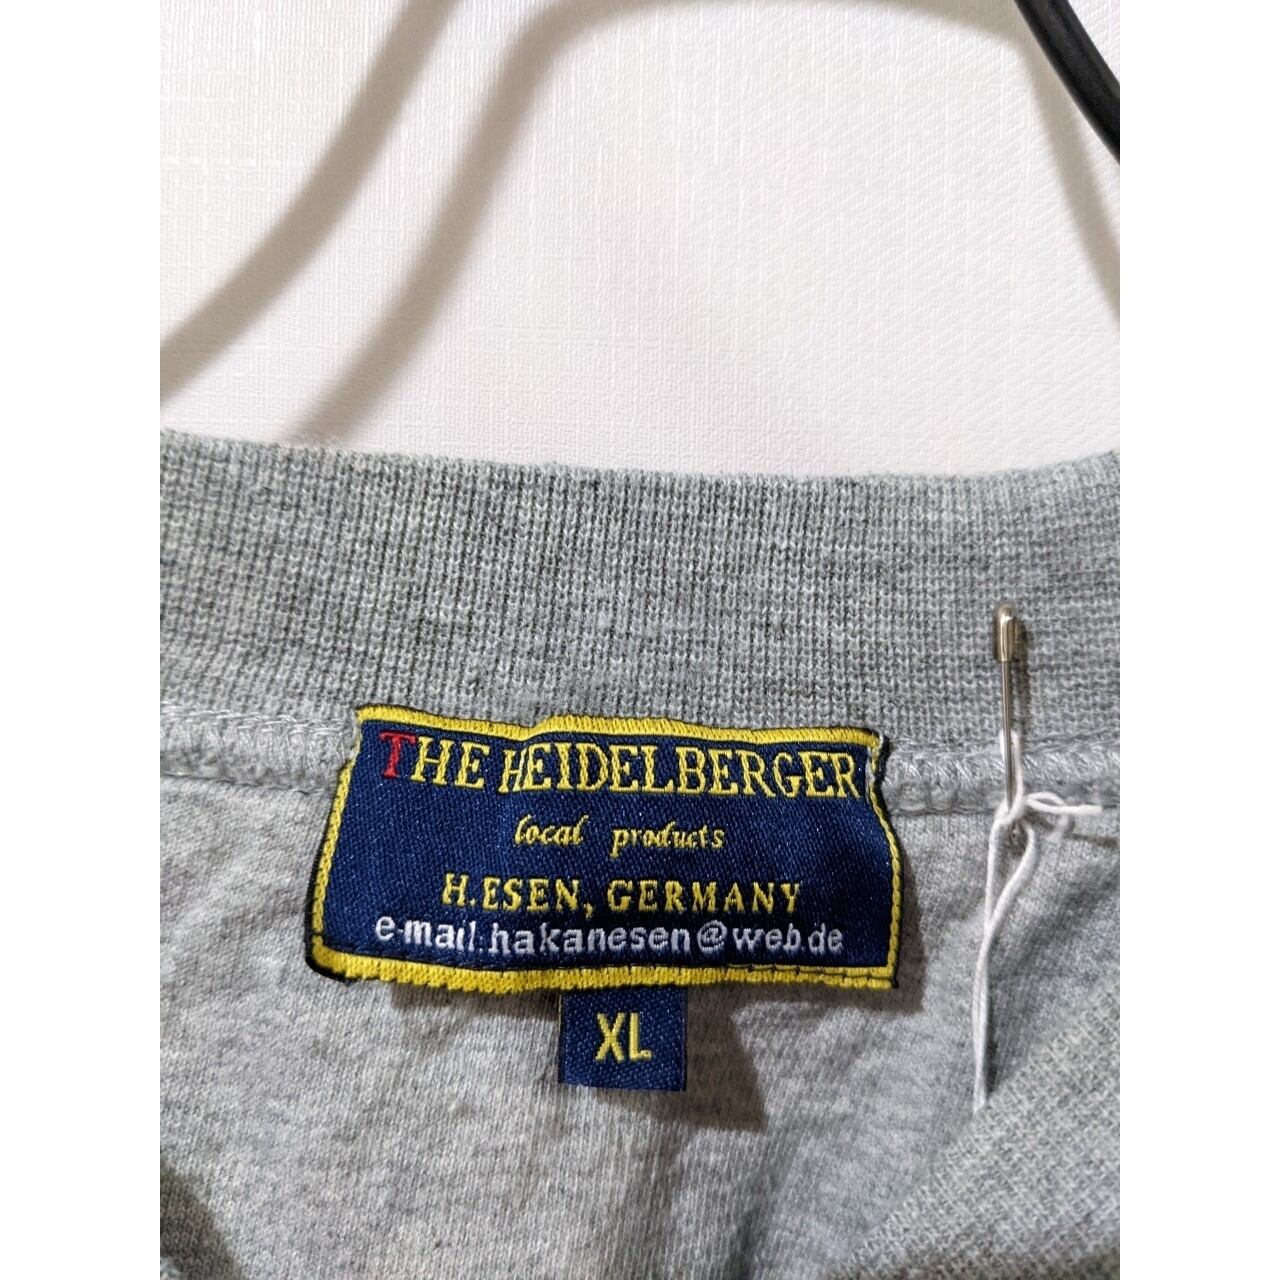 THE HEIDELBERGER
local products
H.ESEN, GERMANY
e-mail:hakanesen@web.de
XL